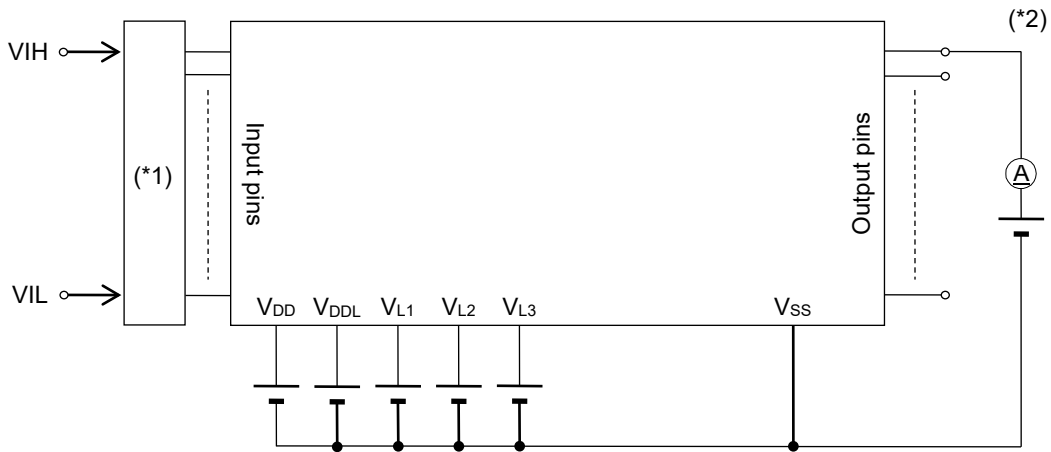 (*2)
VIH
(*1)
Input pins
Output pins
A
VIL
VDD
VDDL
VL1
VL2
VL3
VSS